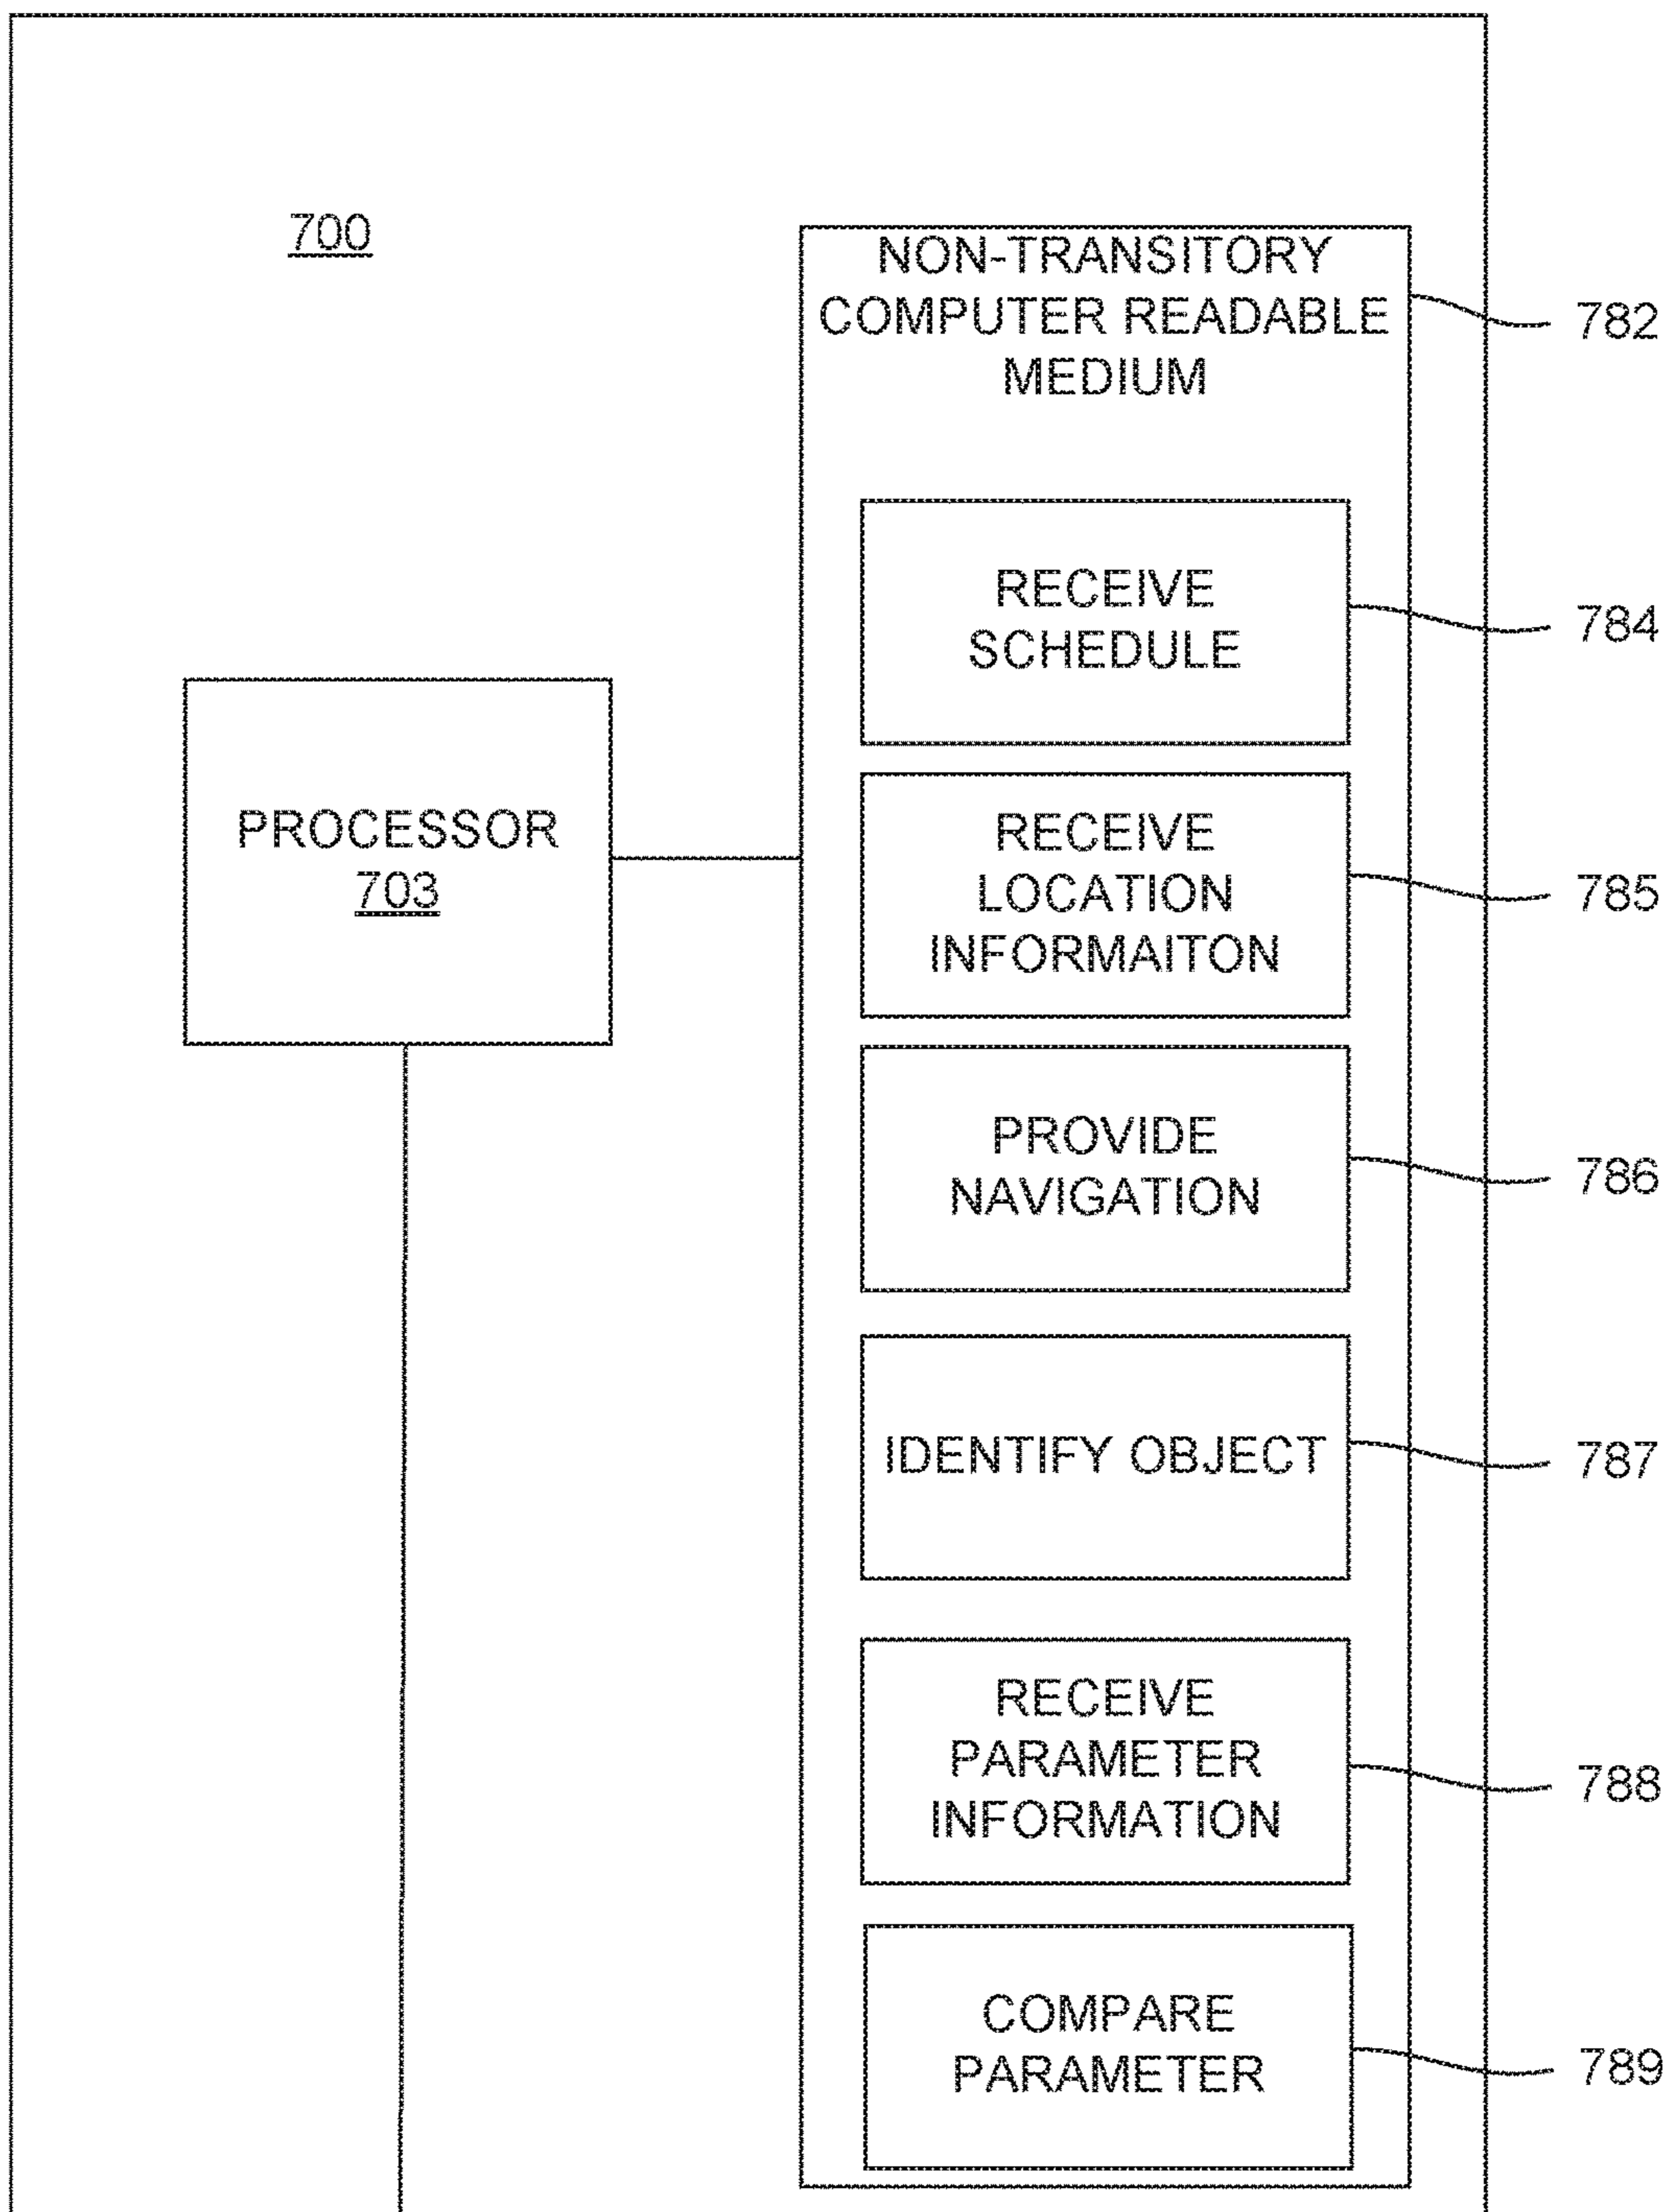 700
NON-TRANSITORY
COMPUTER READABLE
MEDIUM
782
RECEIVE
SCHEDULE
784
PROCESSOR
703
RECEIVE
LOCATION
INFORMAITON
785
PROVIDE
NAVIGATION
786
IDENTIFY OBJECT
787
RECEIVE
PARAMETER
INFORMATION
788
COMPARE
PARAMETER
789